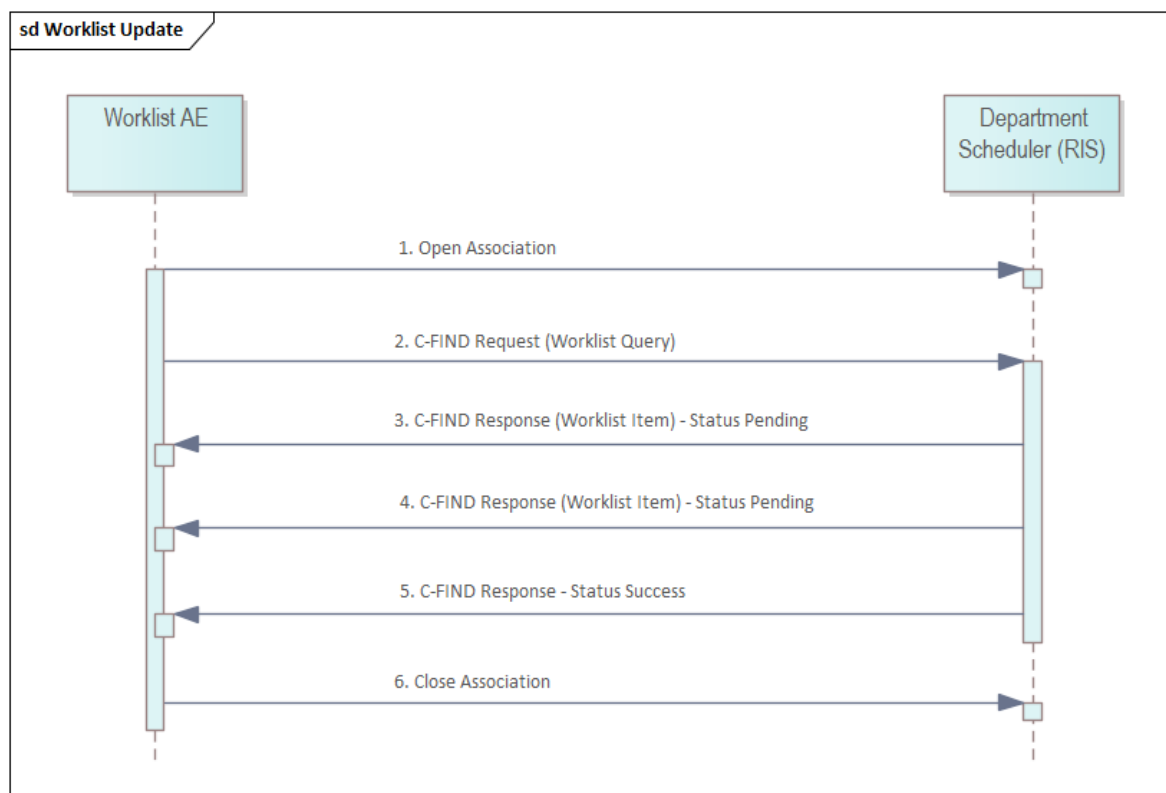 sd Worklist Update
Worklist AE
Department
Scheduler (RIS)
1. Open Association
2. C-FIND Request (Worklist Query)
3. C-FIND Response (Worklist Item) - Status Pending
4. C-FIND Response (Worklist Item) - Status Pending
5. C-FIND Response - Status Success
6. Close Association